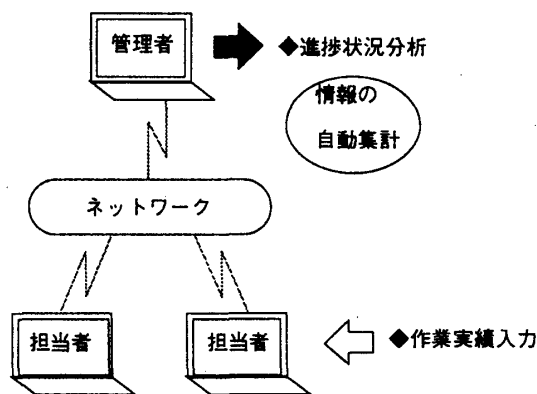 管理者
◆進捗状況分析
情報の
自動集計
ネットワーク
担当者
担当者
◆作業実績入力